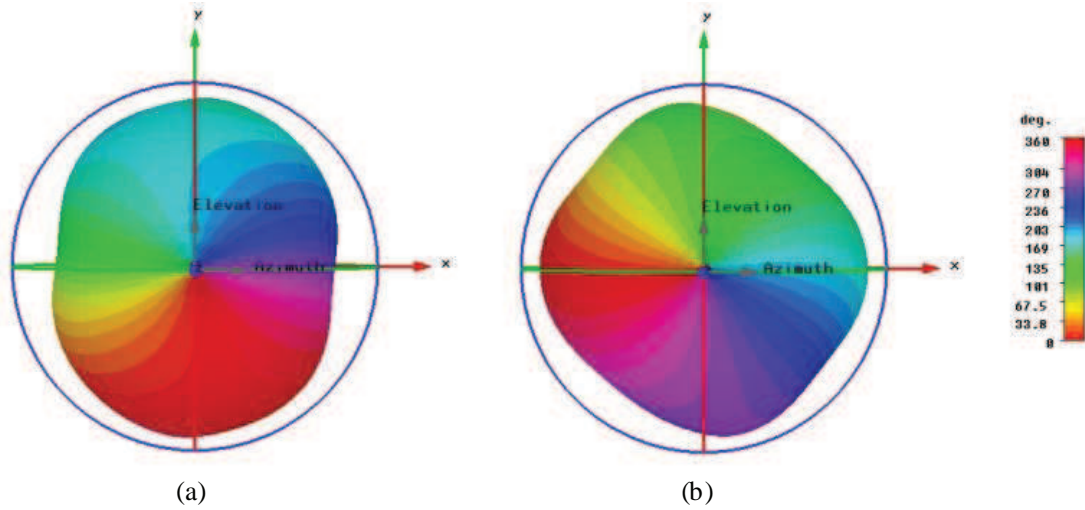 y
Elevation
z
Azimuth
x
(a)
y
Elevation
Azimuth
x
(b)
deg.
360
304
270
236
203
169
135
101
67.5
33.8
0